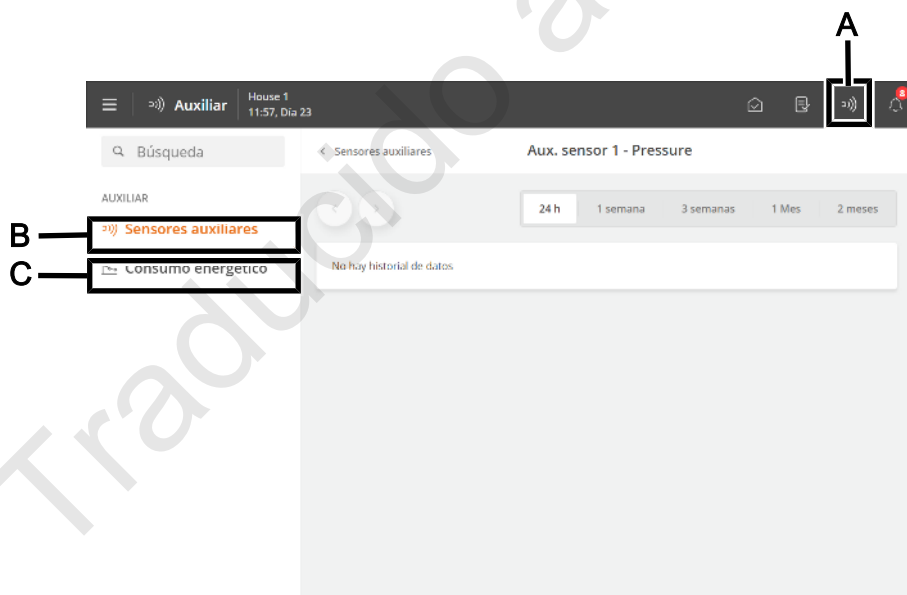 A
Auxiliar
House 1
11:57, Día 23
8
Búsqueda
Sensores auxiliares
Aux. sensor 1 - Pressure
AUXILIAR
24 h
1 semana
3 semanas
1 Mes
2 meses
B
Sensores auxiliares
C
Consumo energético
No hay historial de datos
Traducido a